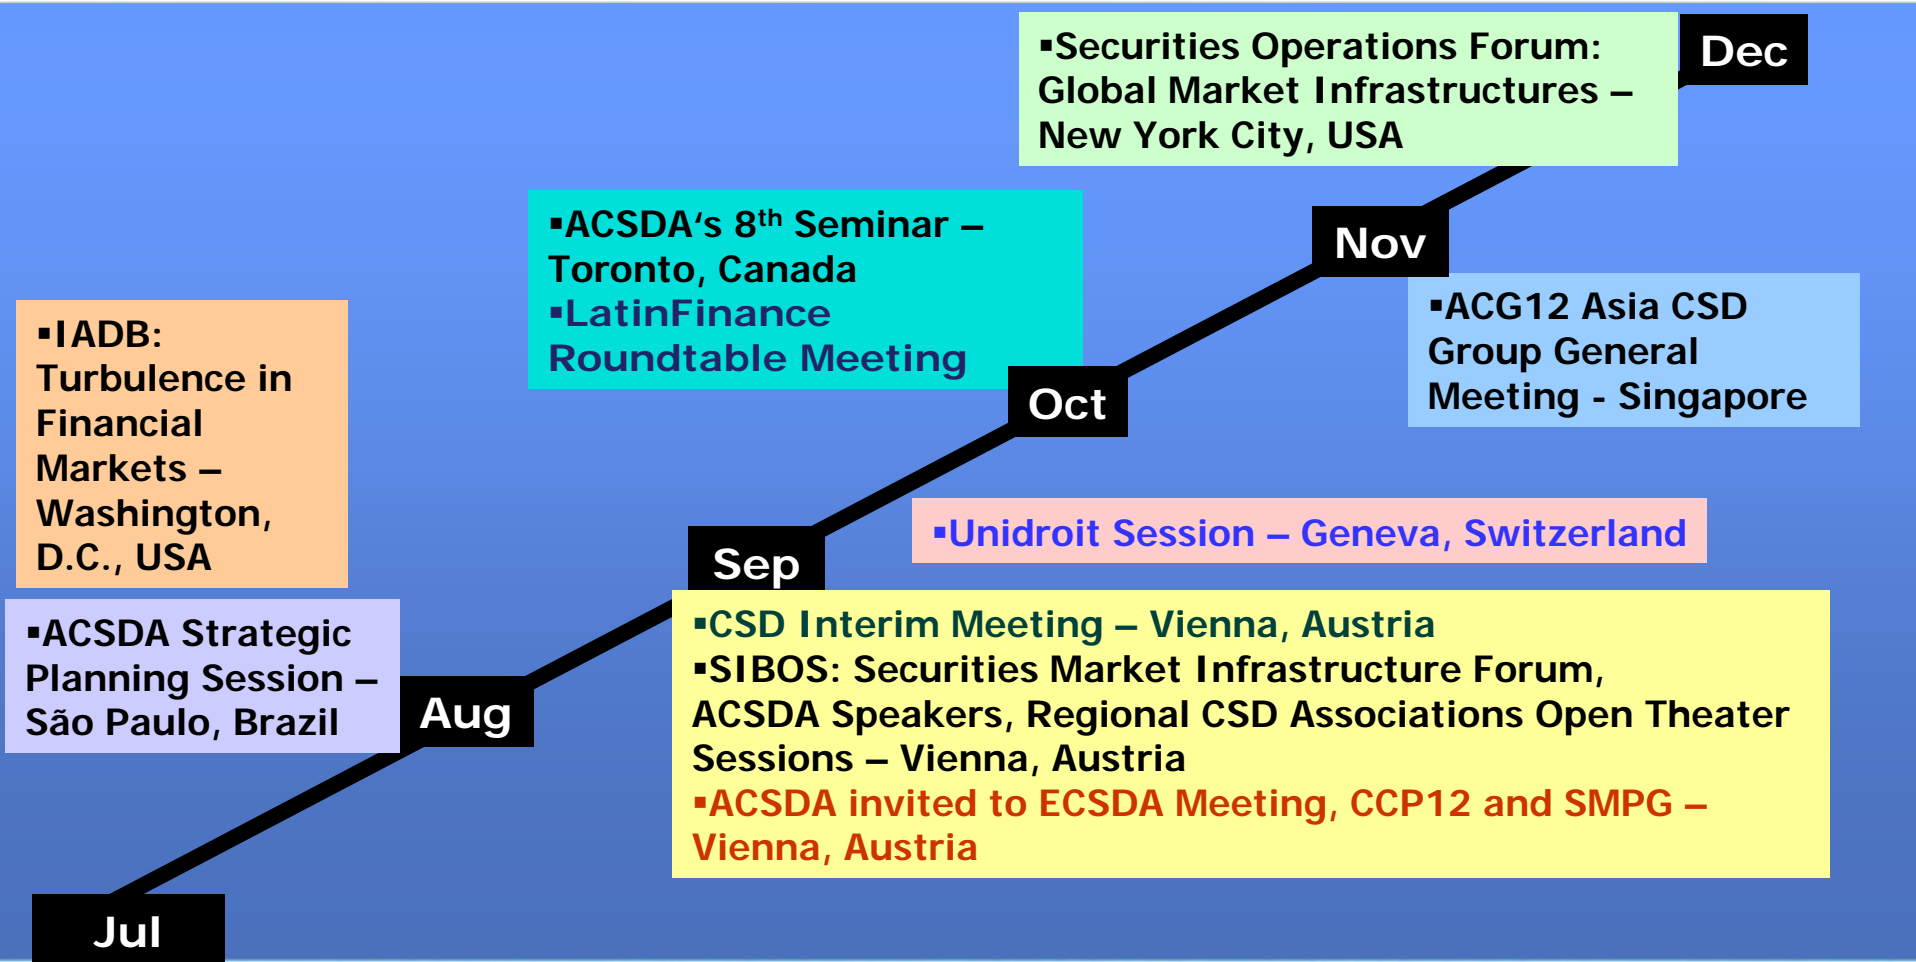 ▪Securities Operations Forum:
Global Market Infrastructures –
New York City, USA
Dec
▪ACSDA‘s 8th Seminar –
Toronto, Canada
▪LatinFinance
Roundtable Meeting
Nov
▪ACG12 Asia CSD
Group General
Meeting - Singapore
▪IADB:
Turbulence in
Financial
Markets –
Washington,
D.C., USA
Oct
▪Unidroit Session – Geneva, Switzerland
Sep
▪CSD Interim Meeting – Vienna, Austria
▪SIBOS: Securities Market Infrastructure Forum,
ACSDA Speakers, Regional CSD Associations Open Theater
Sessions – Vienna, Austria
▪ACSDA invited to ECSDA Meeting, CCP12 and SMPG –
Vienna, Austria
▪ACSDA Strategic
Planning Session –
São Paulo, Brazil
Aug
Jul